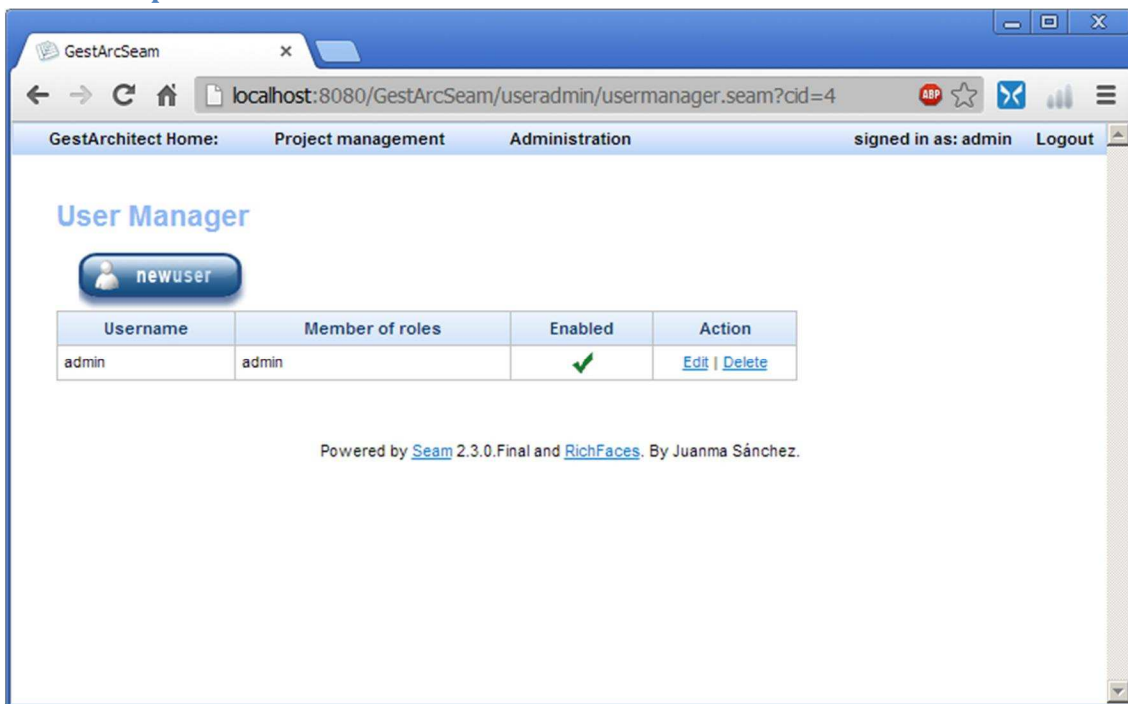 GestArcSeam
localhost:8080/GestArcSeam/useradmin/usermanager.seam?cid=4
ABP
GestArchitect Home: Project management Administration signed in as: admin Logout
User Manager
newuser
Username Member of roles Enabled Action
admin admin Edit | Delete
Powered by Seam 2.3.0.Final and RichFaces. By Juanma Sánchez.